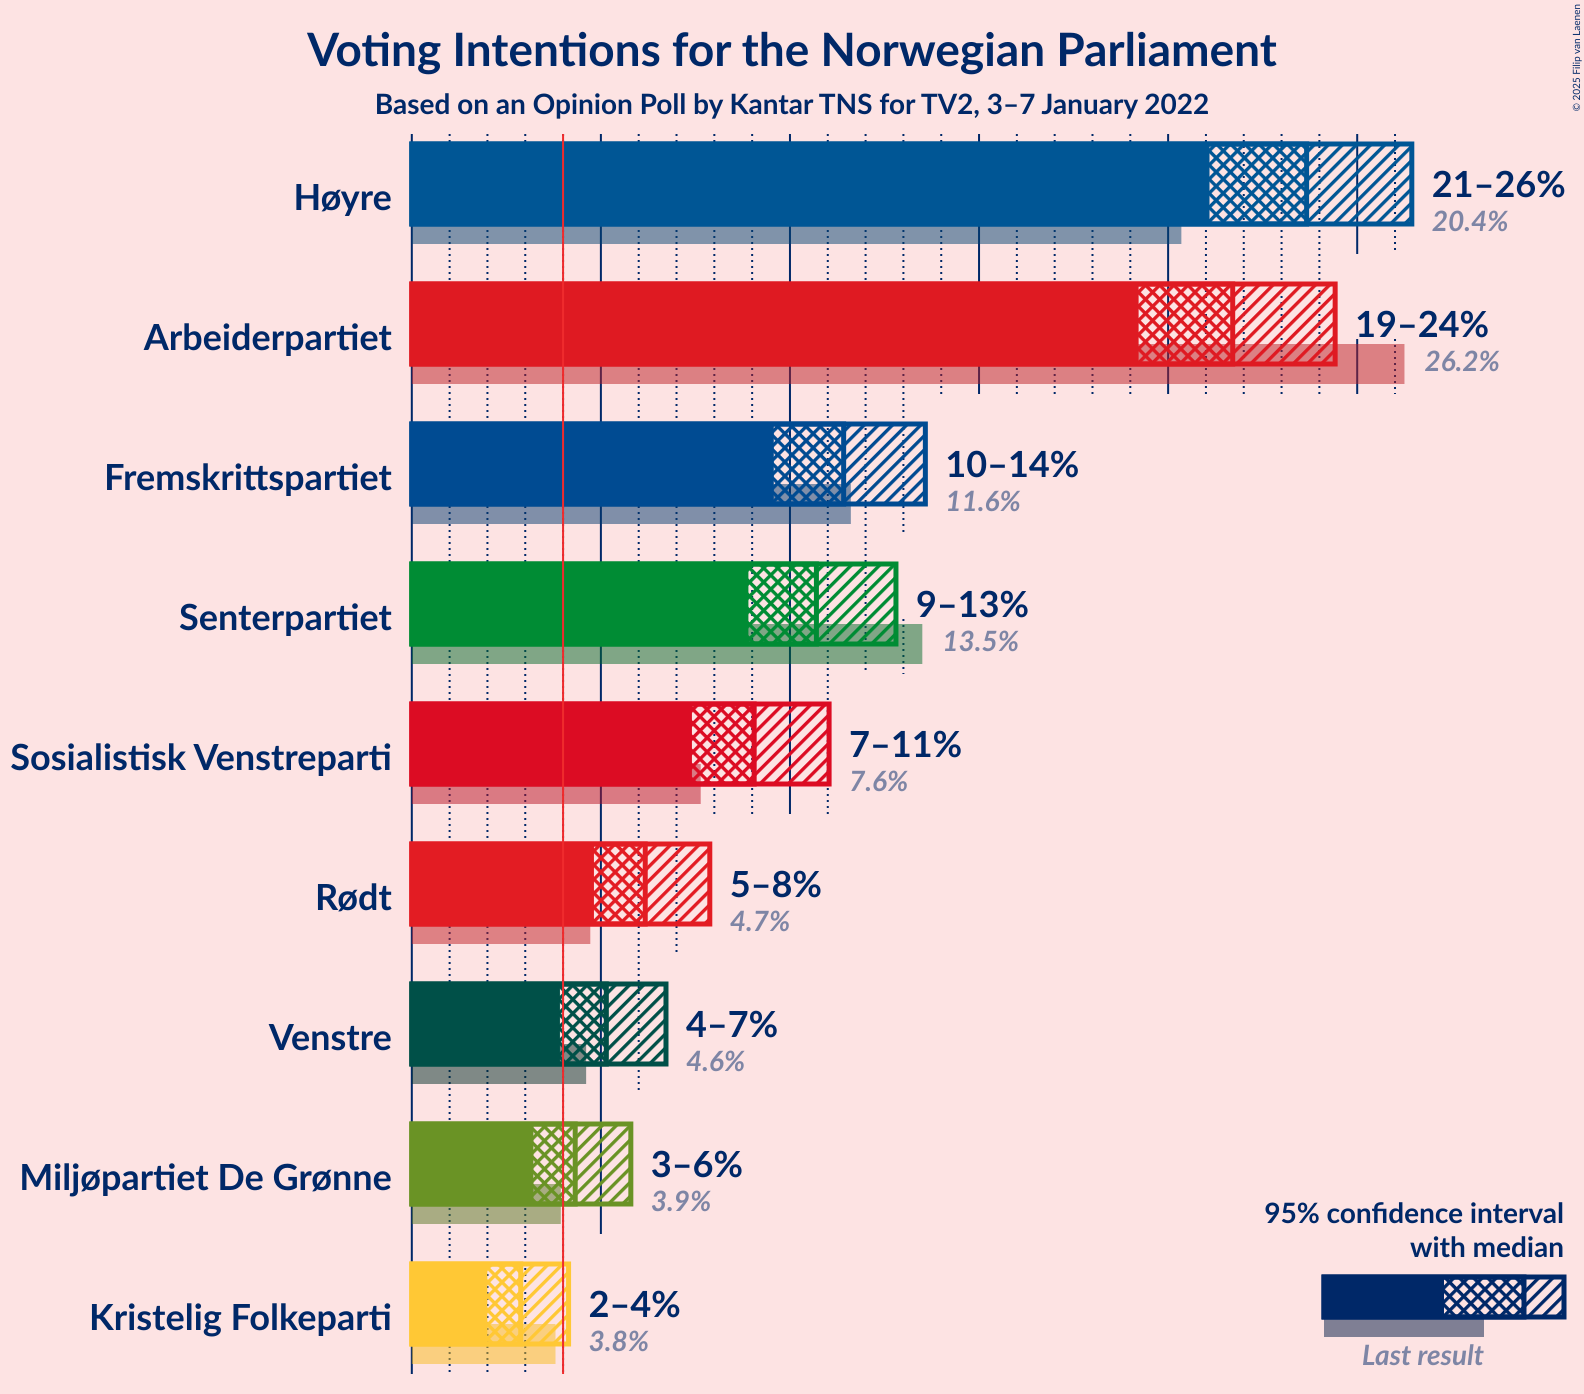 Voting Intentions for the Norwegian Parliament
Based on an Opinion Poll by Kantar TNS for TV2, 3–7 January 2022
© 2025 Filip van Laenen
Høyre
21–26%
20.4%
Arbeiderpartiet
19–24%
26.2%
Fremskrittspartiet
10–14%
11.6%
Senterpartiet
9–13%
13.5%
Sosialistisk Venstreparti
7–11%
7.6%
Rødt
5–8%
4.7%
Venstre
4–7%
4.6%
Miljøpartiet De Grønne
3–6%
3.9%
Kristelig Folkeparti
2–4%
3.8%
95% confidence interval
with median
Last result